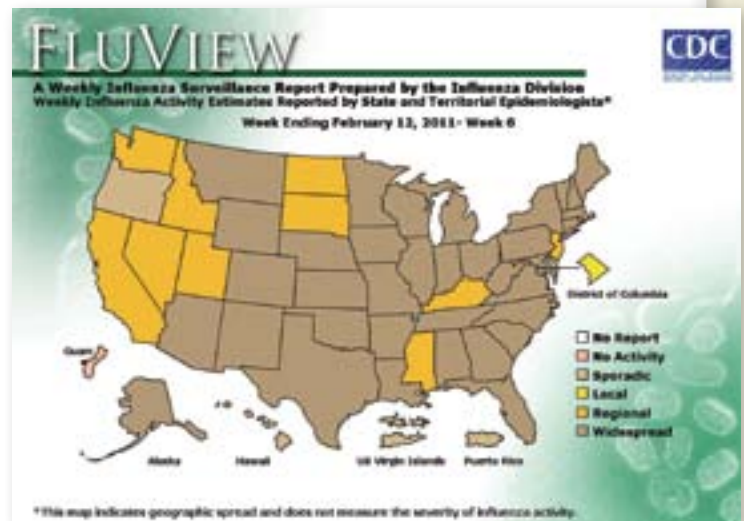 FLUVIEW
CDC
A Weekly Influenza Surveillance Report Prepared by the Influenza Division
Weekly Influenza Activity Estimates Reported by State and Territorial Epidemiologists*
Week Ending February 12, 2011- Week 6
District of Columbia
No Report
Guam
No Activity
Sporadic
Local
Regional
Widespread
Alaska
Hawaii
US Virgin Islands
Puerto Rico
*This map indicates geographic spread and does not measure the severity of influenza activity.